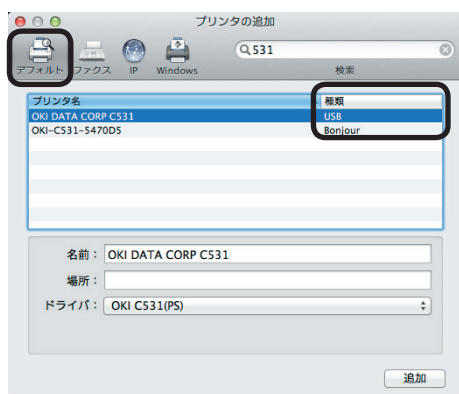 プリンタの追加
531
デフォルト ファクス IP Windows 検索
プリンタ名 種類
OKI DATA CORP C531 USB
OKI-C531-5470D5 Bonjour
名前： OKI DATA CORP C531
場所：
ドライバ： OKI C531(PS)
追加